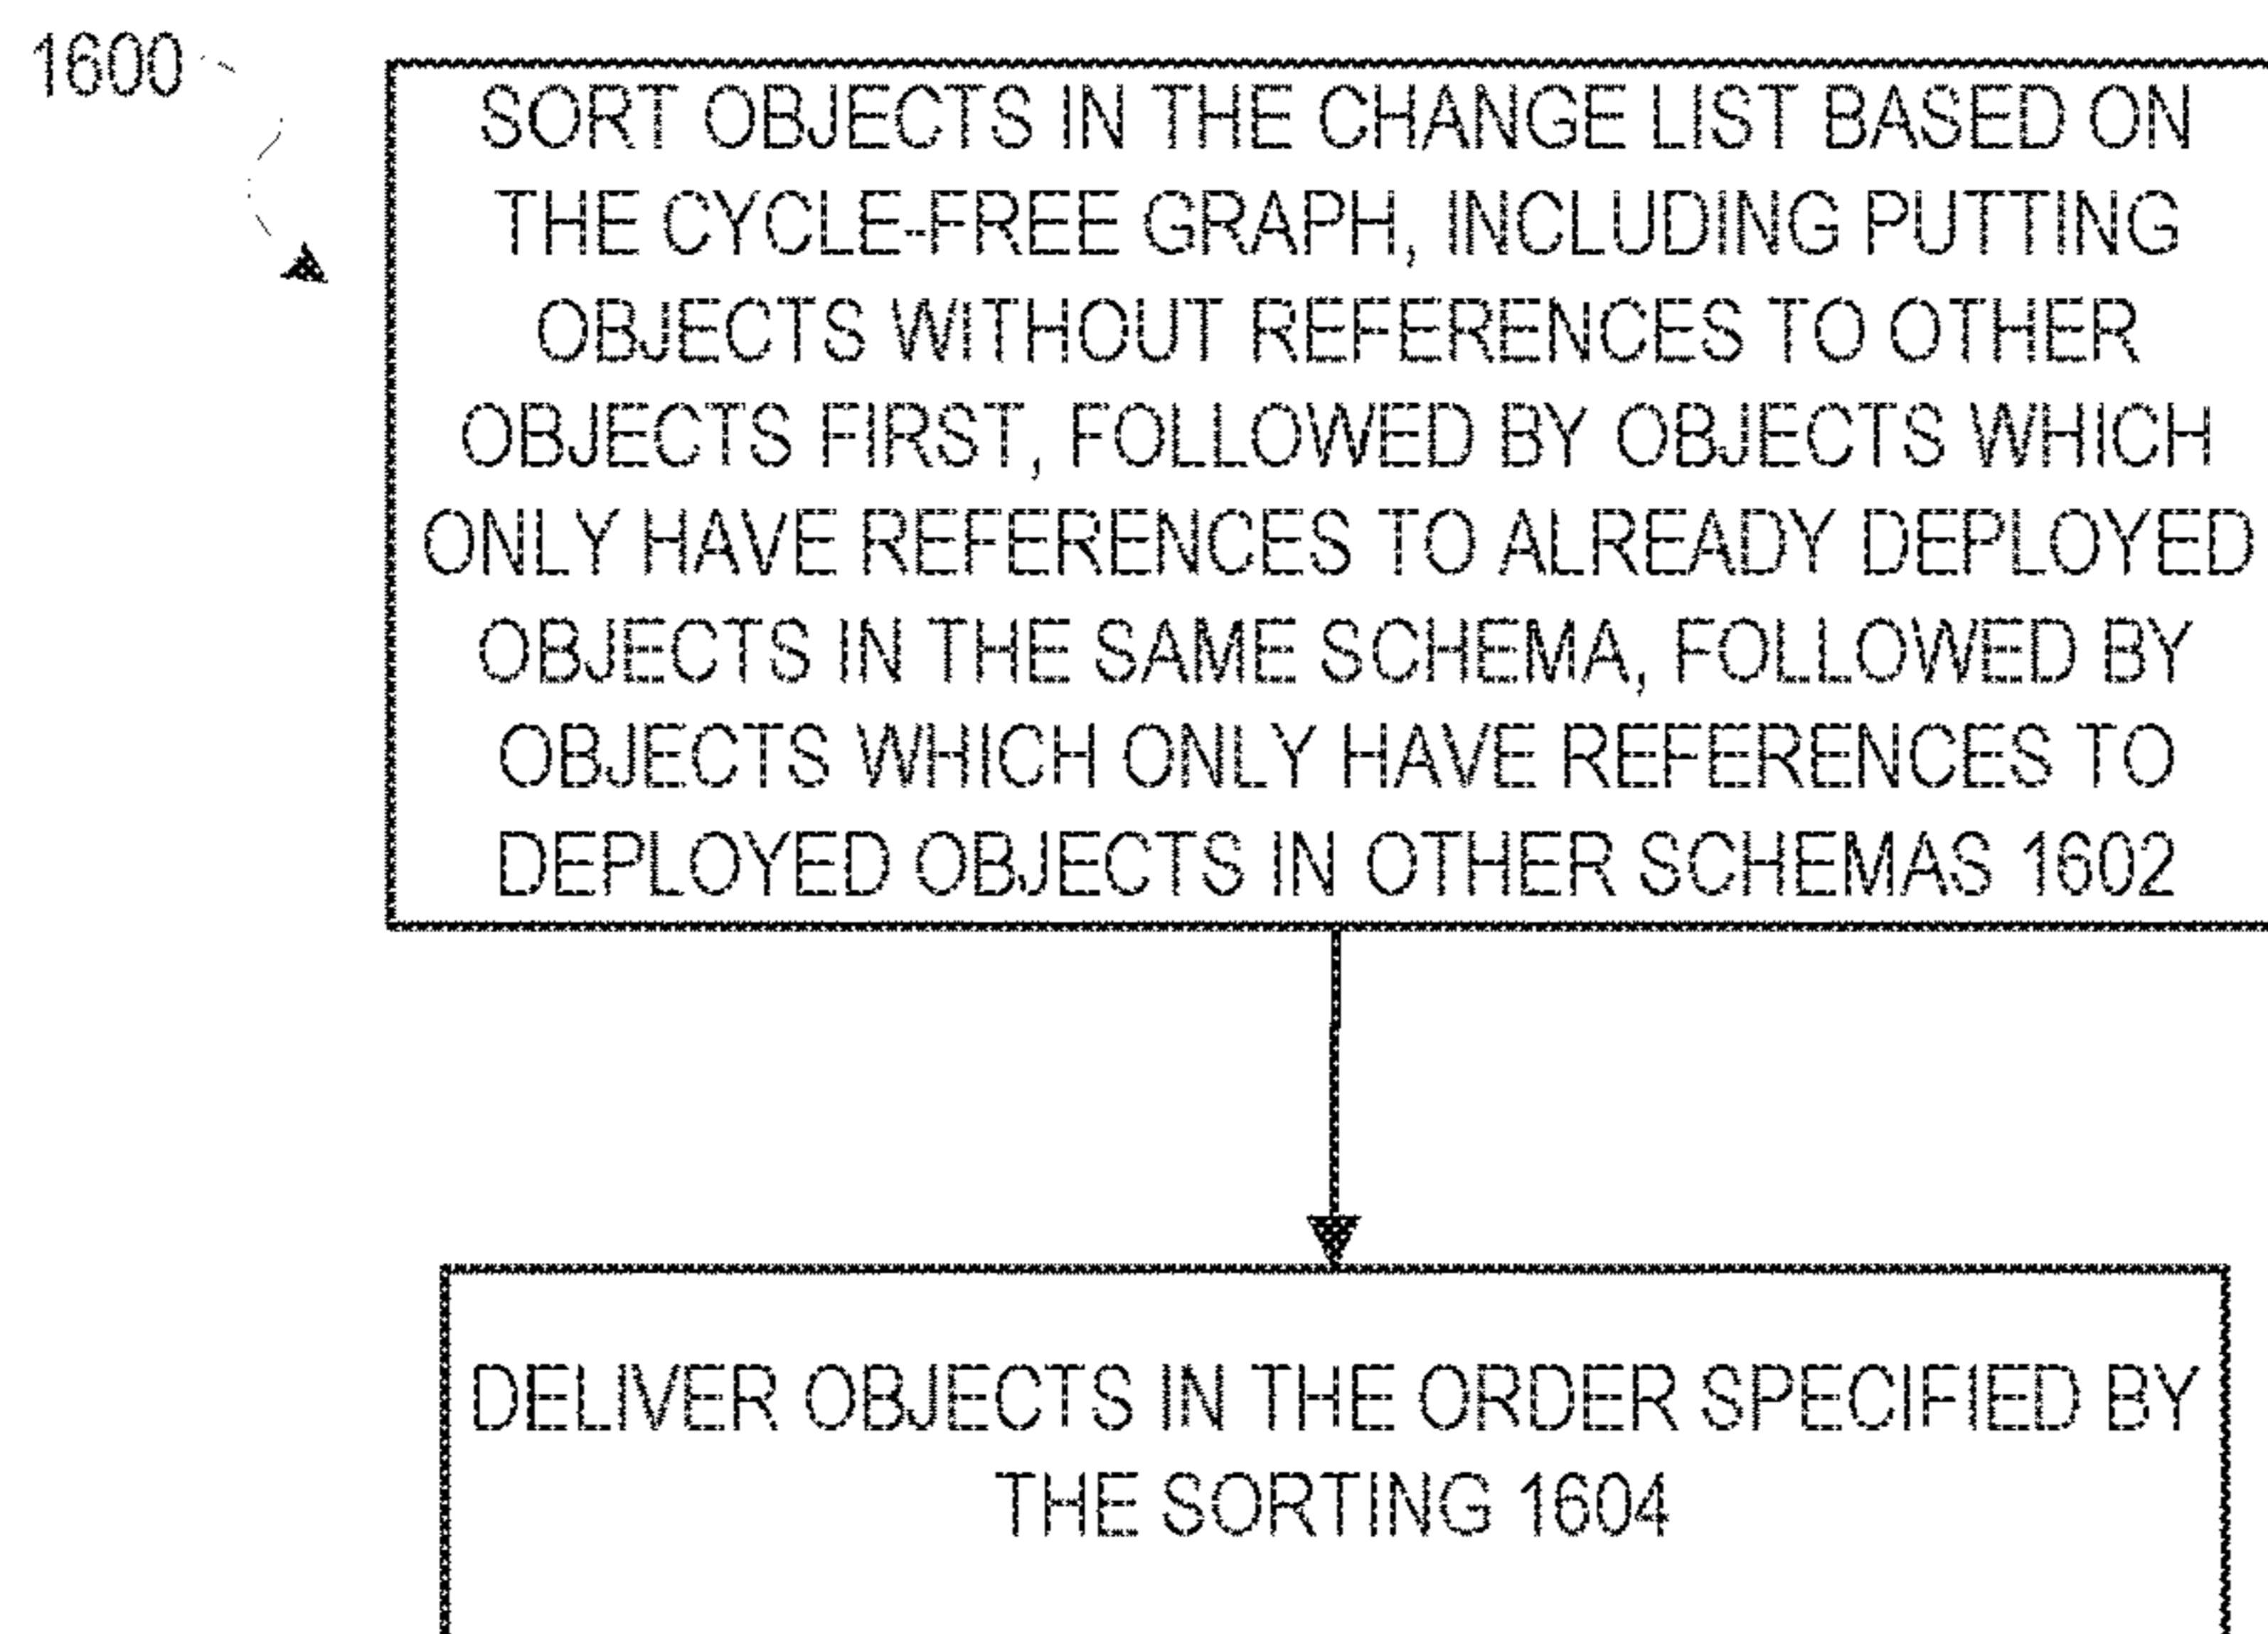 1600
SORT OBJECTS IN THE CHANGE LIST BASED ON
THE CYCLE-FREE GRAPH, INCLUDING PUTTING
OBJECTS WITHOUT REFERENCES TO OTHER
OBJECTS FIRST, FOLLOWED BY OBJECTS WHICH
ONLY HAVE REFERENCES TO ALREADY DEPLOYED
OBJECTS IN THE SAME SCHEMA, FOLLOWED BY
OBJECTS WHICH ONLY HAVE REFERENCES TO
DEPLOYED OBJECTS IN OTHER SCHEMAS 1602
DELIVER OBJECTS IN THE ORDER SPECIFIED BY
THE SORTING 1604